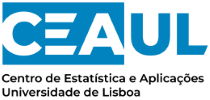 CEAUL
Centro de Estatística e Aplicações
Universidade de Lisboa